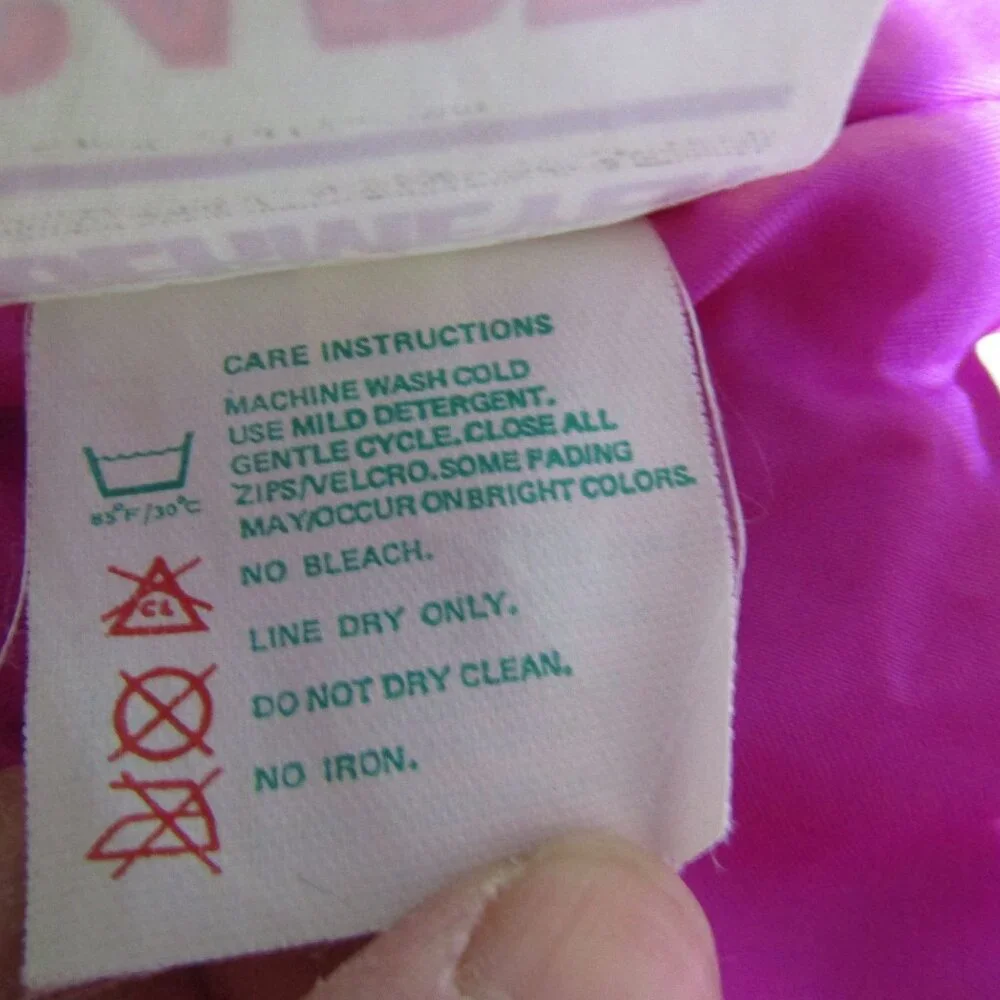 CARE INSTRUCTIONS
MACHINE WASH COLD
USE MILD DETERGENT.
GENTLE CYCLE.CLOSE ALL
ZIPS/VELCRO.SOME FADING
MAY/OCCUR ON BRIGHT COLORS.
85°F/30°C
NO BLEACH.
CL
LINE DRY ONLY.
DO NOT DRY CLEAN.
NO IRON.